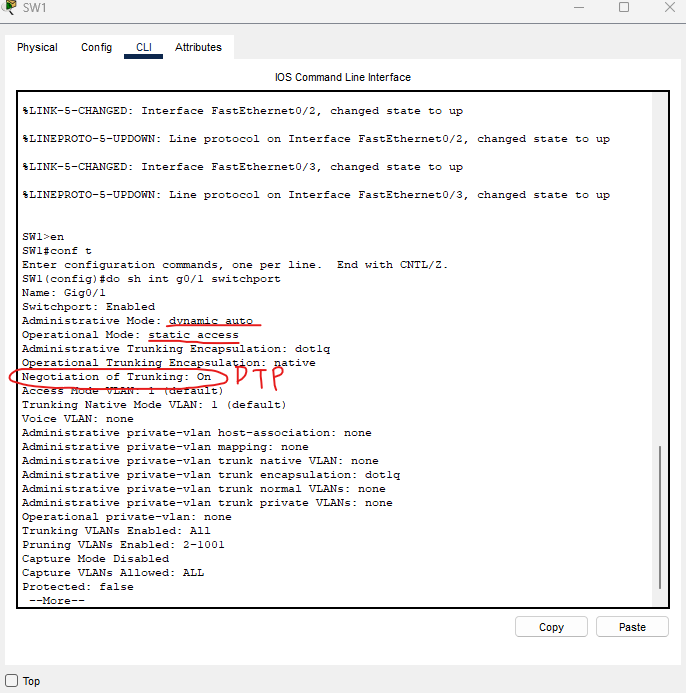 SW1
Physical Config CLI Attributes
IOS Command Line Interface
%LINK-5-CHANGED: Interface FastEthernet0/2, changed state to up
%LINEPROTO-5-UPDOWN: Line protocol on Interface FastEthernet0/2, changed state to up
%LINK-5-CHANGED: Interface FastEthernet0/3, changed state to up
%LINEPROTO-5-UPDOWN: Line protocol on Interface FastEthernet0/3, changed state to up
SW1>en
SW1#conf t
Enter configuration commands, one per line.  End with CNTL/Z.
SW1(config)#do sh int g0/1 switchport
Name: Gig0/1
Switchport: Enabled
Administrative Mode: dynamic auto
Operational Mode: static access
Administrative Trunking Encapsulation: dot1q
Operational Trunking Encapsulation: native
Negotiation of Trunking: On DTP
Access Mode VLAN: 1 (default)
Trunking Native Mode VLAN: 1 (default)
Voice VLAN: none
Administrative private-vlan host-association: none
Administrative private-vlan mapping: none
Administrative private-vlan trunk native VLAN: none
Administrative private-vlan trunk encapsulation: dot1q
Administrative private-vlan trunk normal VLANs: none
Administrative private-vlan trunk private VLANs: none
Operational private-vlan: none
Trunking VLANs Enabled: All
Pruning VLANs Enabled: 2-1001
Capture Mode Disabled
Capture VLANs Allowed: ALL
Protected: false
--More--
Copy Paste
Top